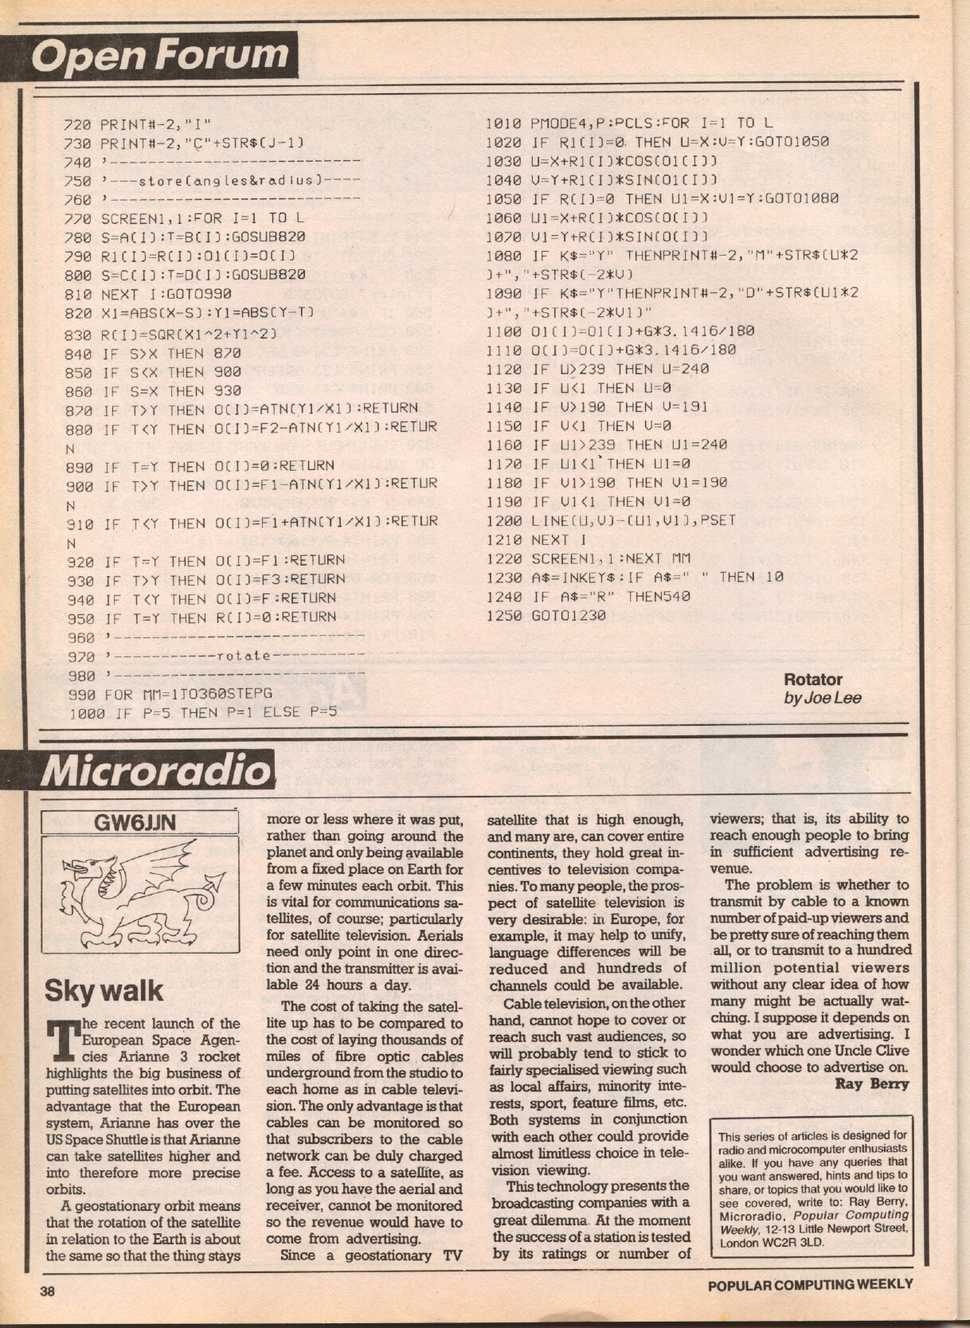 Open Forum
720 PRINT#-2,"I"
730 PRINT#-2,"C"+STR$(J-1)
740 '---------------------------
750 '---store(angles&radius)----
760 '---------------------------
770 SCREEN1,1:FOR I=1 TO L
780 S=A(I):T=B(I):GOSUB820
790 R1(I)=R(I):O1(I)=O(I)
800 S=C(I):T=D(I):GOSUB820
810 NEXT I:GOTO990
820 X1=ABS(X-S):Y1=ABS(Y-T)
830 R(I)=SQR(X1^2+Y1^2)
840 IF S>X THEN 870
850 IF S<X THEN 900
860 IF S=X THEN 930
870 IF T>Y THEN O(I)=ATN(Y1/X1):RETURN
880 IF T<Y THEN O(I)=F2-ATN(Y1/X1):RETUR
N
890 IF T=Y THEN O(I)=0:RETURN
900 IF T>Y THEN O(I)=F1-ATN(Y1/X1):RETUR
N
910 IF T<Y THEN O(I)=F1+ATN(Y1/X1):RETUR
N
920 IF T=Y THEN O(I)=F1:RETURN
930 IF T>Y THEN O(I)=F3:RETURN
940 IF T<Y THEN O(I)=F:RETURN
950 IF T=Y THEN R(I)=0:RETURN
960 '---------------------------
970 '-----------rotate----------
980 '---------------------------
990 FOR MM=1TO360STEPG
1000 IF P=5 THEN P=1 ELSE P=5
1010 PMODE4,P:PCLS:FOR I=1 TO L
1020 IF R1(I)=0 THEN U=X:V=Y:GOTO1050
1030 U=X+R1(I)*COS(O1(I))
1040 V=Y+R1(I)*SIN(O1(I))
1050 IF R(I)=0 THEN U1=X:V1=Y:GOTO1080
1060 U1=X+R(I)*COS(O(I))
1070 V1=Y+R(I)*SIN(O(I))
1080 IF K$="Y" THENPRINT#-2,"M"+STR$(U*2
)+","+STR$(-2*V)
1090 IF K$="Y"THENPRINT#-2,"D"+STR$(U1*2
)+","+STR$(-2*V1)"
1100 O1(I)=O1(I)+G*3.1416/180
1110 O(I)=O(I)+G*3.1416/180
1120 IF U>239 THEN U=240
1130 IF U<1 THEN U=0
1140 IF V>190 THEN V=191
1150 IF V<1 THEN V=0
1160 IF U1>239 THEN U1=240
1170 IF U1<1 THEN U1=0
1180 IF V1>190 THEN V1=190
1190 IF V1<1 THEN V1=0
1200 LINE(U,V)-(U1,V1),PSET
1210 NEXT I
1220 SCREEN1,1:NEXT MM
1230 A$=INKEY$:IF A$=" " THEN 10
1240 IF A$="R" THEN540
1250 GOTO1230
Rotator
by Joe Lee
Microradio
GW6JJN
Sky walk
The recent launch of the
European Space Agen-
cies Arianne 3 rocket
highlights the big business of
putting satellites into orbit. The
advantage that the European
system, Arianne has over the
US Space Shuttle is that Arianne
can take satellites higher and
into therefore more precise
orbits.
A geostationary orbit means
that the rotation of the satellite
in relation to the Earth is about
the same so that the thing stays
more or less where it was put,
rather than going around the
planet and only being available
from a fixed place on Earth for
a few minutes each orbit. This
is vital for communications sa-
tellites, of course; particularly
for satellite television. Aerials
need only point in one direc-
tion and the transmitter is avai-
lable 24 hours a day.
The cost of taking the satel-
lite up has to be compared to
the cost of laying thousands of
miles of fibre optic cables
underground from the studio to
each home as in cable televi-
sion. The only advantage is that
cables can be monitored so
that subscribers to the cable
network can be duly charged
a fee. Access to a satellite, as
long as you have the aerial and
receiver, cannot be monitored
so the revenue would have to
come from advertising.
Since a geostationary TV
satellite that is high enough,
and many are, can cover entire
continents, they hold great in-
centives to television compa-
nies. To many people, the pros-
pect of satellite television is
very desirable: in Europe, for
example, it may help to unify,
language differences will be
reduced and hundreds of
channels could be available.
Cable television, on the other
hand, cannot hope to cover or
reach such vast audiences, so
will probably tend to stick to
fairly specialised viewing such
as local affairs, minority inte-
rests, sport, feature films, etc.
Both systems in conjunction
with each other could provide
almost limitless choice in tele-
vision viewing.
This technology presents the
broadcasting companies with a
great dilemma. At the moment
the success of a station is tested
by its ratings or number of
viewers; that is, its ability to
reach enough people to bring
in sufficient advertising re-
venue.
The problem is whether to
transmit by cable to a known
number of paid-up viewers and
be pretty sure of reaching them
all, or to transmit to a hundred
million potential viewers
without any clear idea of how
many might be actually wat-
ching. I suppose it depends on
what you are advertising. I
wonder which one Uncle Clive
would choose to advertise on.
Ray Berry
This series of articles is designed for
radio and microcomputer enthusiasts
alike. If you have any queries that
you want answered, hints and tips to
share, or topics that you would like to
see covered, write to: Ray Berry,
Microradio, Popular Computing
Weekly, 12-13 Little Newport Street,
London WC2R 3LD.
38
POPULAR COMPUTING WEEKLY